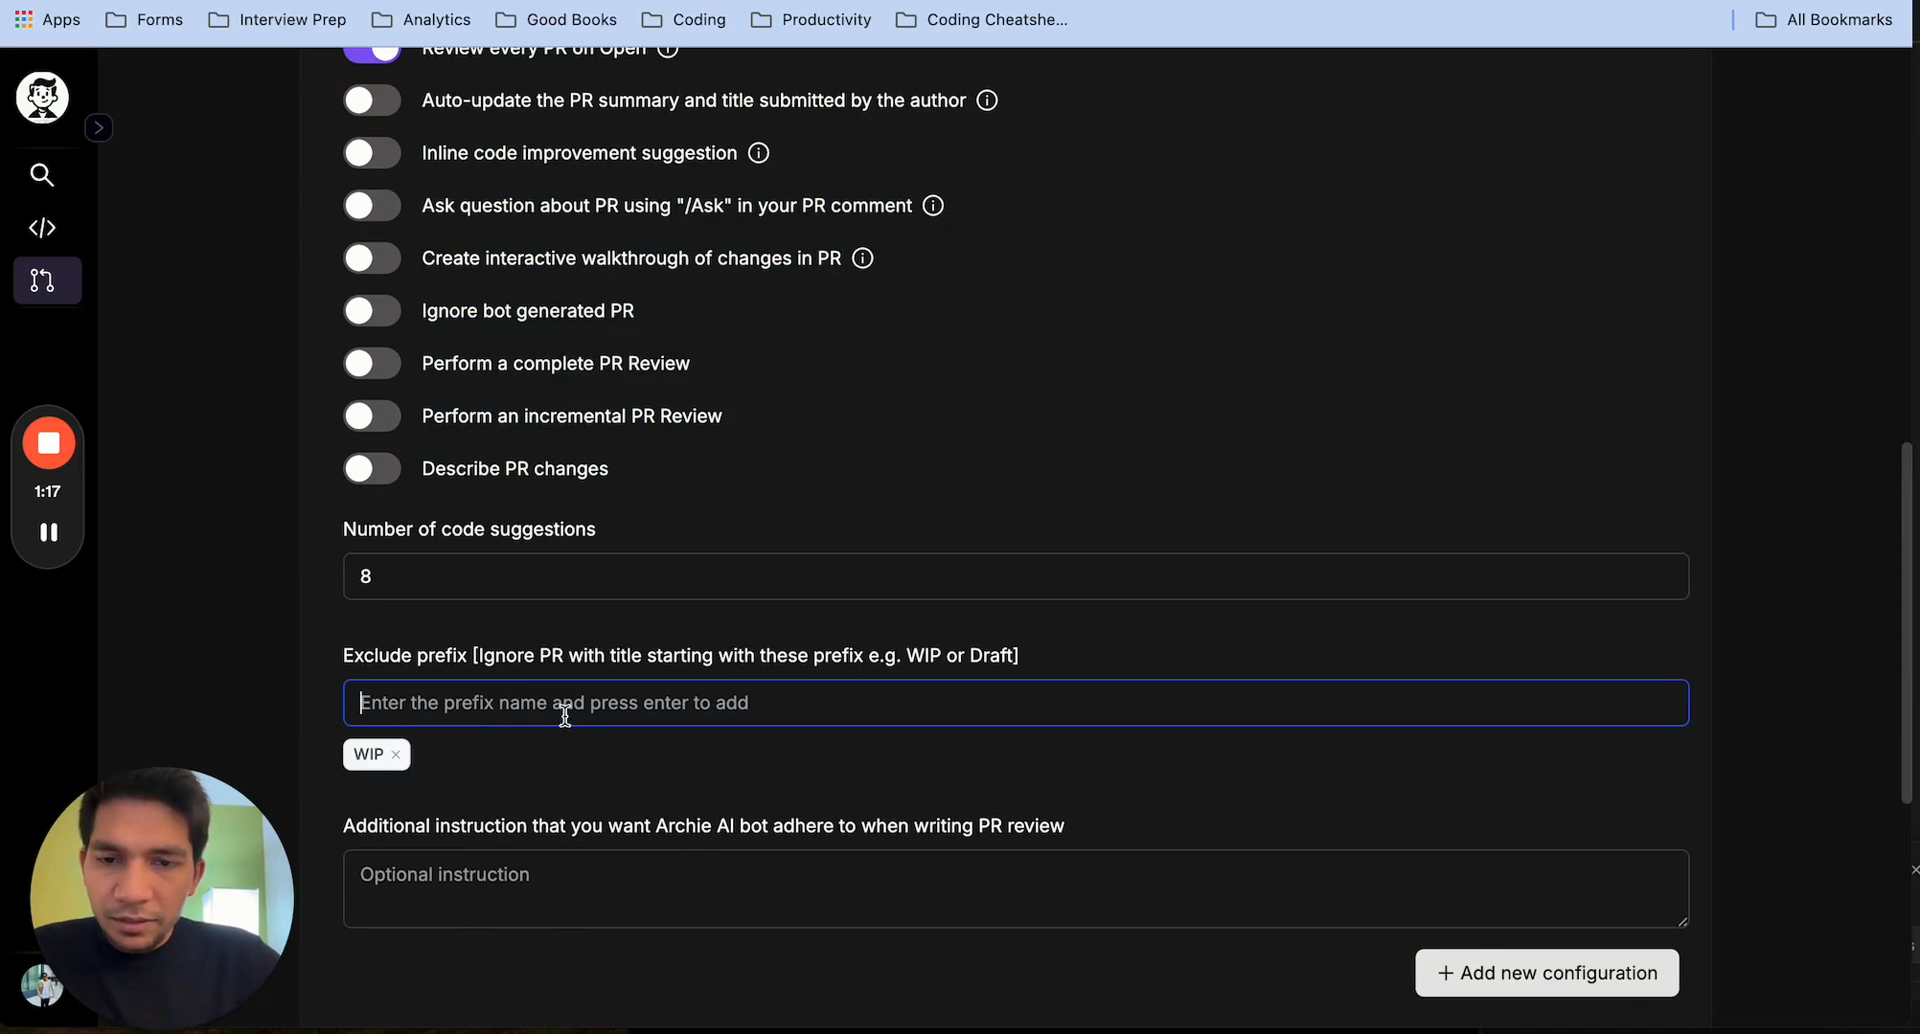 Apps
Forms
Interview Prep
Analytics
Good Books
Coding
Productivity
Coding Cheatshe...
All Bookmarks
Review every PR on Open
Auto-update the PR summary and title submitted by the author
Inline code improvement suggestion
Ask question about PR using "/Ask" in your PR comment
Create interactive walkthrough of changes in PR
Ignore bot generated PR
Perform a complete PR Review
Perform an incremental PR Review
Describe PR changes
1:17
Number of code suggestions
8
Exclude prefix [Ignore PR with title starting with these prefix e.g. WIP or Draft]
Enter the prefix name and press enter to add
WIP
Additional instruction that you want Archie AI bot adhere to when writing PR review
Optional instruction
+ Add new configuration